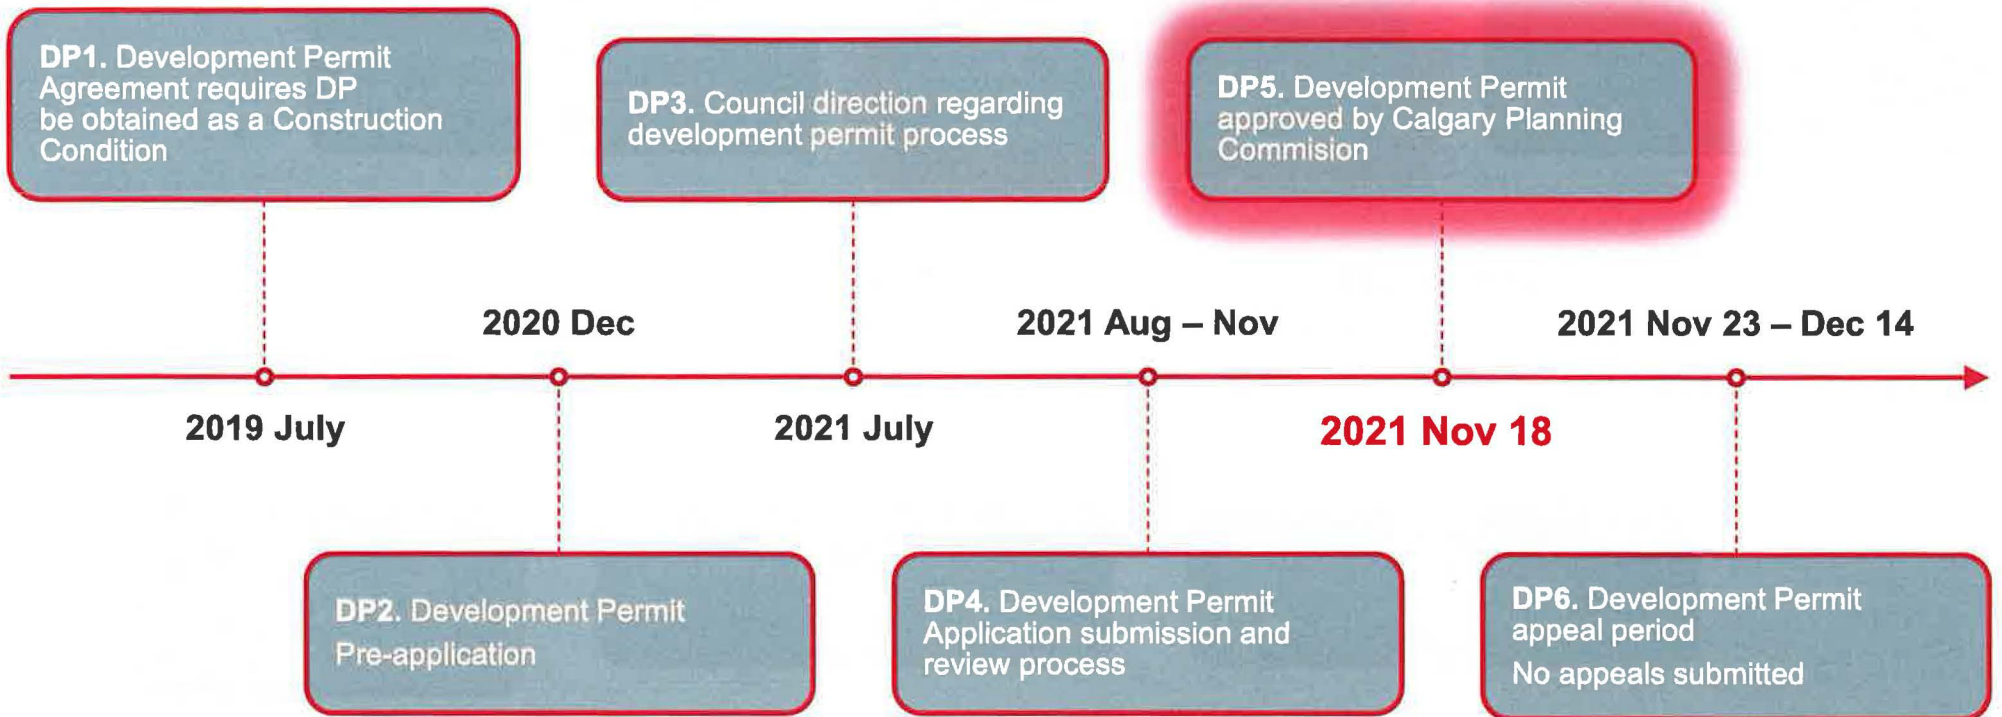 DP1. Development Permit
Agreement requires DP
be obtained as a Construction
Condition
DP3. Council direction regarding
development permit process
DP5. Development Permit
approved by Calgary Planning
Commision
2020 Dec
2021 Aug – Nov
2021 Nov 23 – Dec 14
2019 July
2021 July
2021 Nov 18
DP2. Development Permit
Pre-application
DP4. Development Permit
Application submission and
review process
DP6. Development Permit
appeal period
No appeals submitted